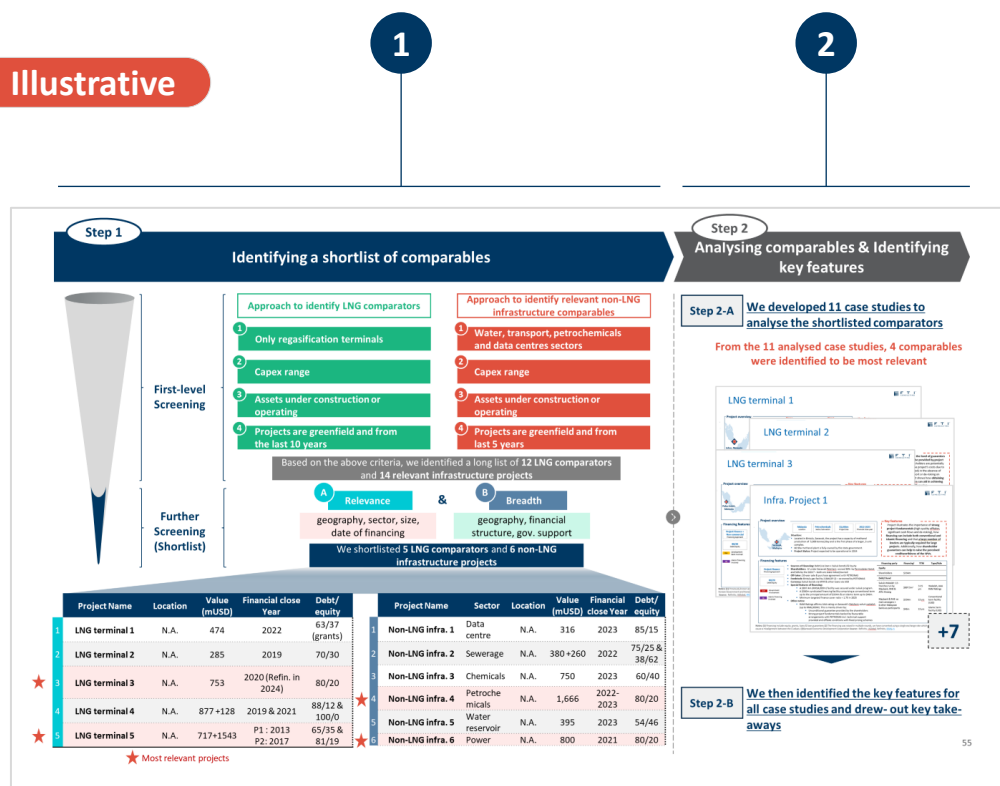 1
2
Illustrative
Step 1
Identifying a shortlist of comparables
Step 2
Analysing comparables & Identifying
key features
First-level
Screening
Further
Screening
(Shortlist)
Approach to identify LNG comparators
1
Only regasification terminals
2
Capex range
3
Assets under construction or
operating
4
Projects are greenfield and from
the last 10 years
Approach to identify relevant non-LNG
infrastructure comparables
1
Water, transport, petrochemicals
and data centres sectors
2
Capex range
3
Assets under construction or
operating
4
Projects are greenfield and from
last 5 years
Based on the above criteria, we identified a long list of 12 LNG comparators
and 14 relevant infrastructure projects
A
Relevance
&
B
Breadth
geography, sector, size,
date of financing
geography, financial
structure, gov. support
We shortlisted 5 LNG comparators and 6 non-LNG
infrastructure projects
Project Name Location Value (mUSD) Financial close Year Debt/ equity
1 LNG terminal 1 N.A. 474 2022 63/37 (grants)
2 LNG terminal 2 N.A. 285 2019 70/30
3 LNG terminal 3 N.A. 753 2020 (Refin. in 2024) 80/20
4 LNG terminal 4 N.A. 877 +128 2019 & 2021 88/12 & 100/0
5 LNG terminal 5 N.A. 717+1543 P1 : 2013 P2: 2017 65/35 & 81/19
Most relevant projects
Project Name Sector Location Value (mUSD) Financial close Year Debt/ equity
1 Non-LNG infra. 1 Data centre N.A. 316 2023 85/15
2 Non-LNG infra. 2 Sewerage N.A. 380 +260 2022 75/25 & 38/62
3 Non-LNG infra. 3 Chemicals N.A. 750 2023 60/40
4 Non-LNG infra. 4 Petroche micals N.A. 1,666 2022- 2023 80/20
5 Non-LNG infra. 5 Water reservoir N.A. 395 2023 54/46
6 Non-LNG infra. 6 Power N.A. 800 2021 80/20
Step 2-A
We developed 11 case studies to
analyse the shortlisted comparators
From the 11 analysed case studies, 4 comparables
were identified to be most relevant
LNG terminal 1
LNG terminal 2
LNG terminal 3
Project overview
Financing features
Infra. Project 1
Project overview
Key Features
Financing features
+7
Step 2-B
We then identified the key features for
all case studies and drew- out key take-
aways
55